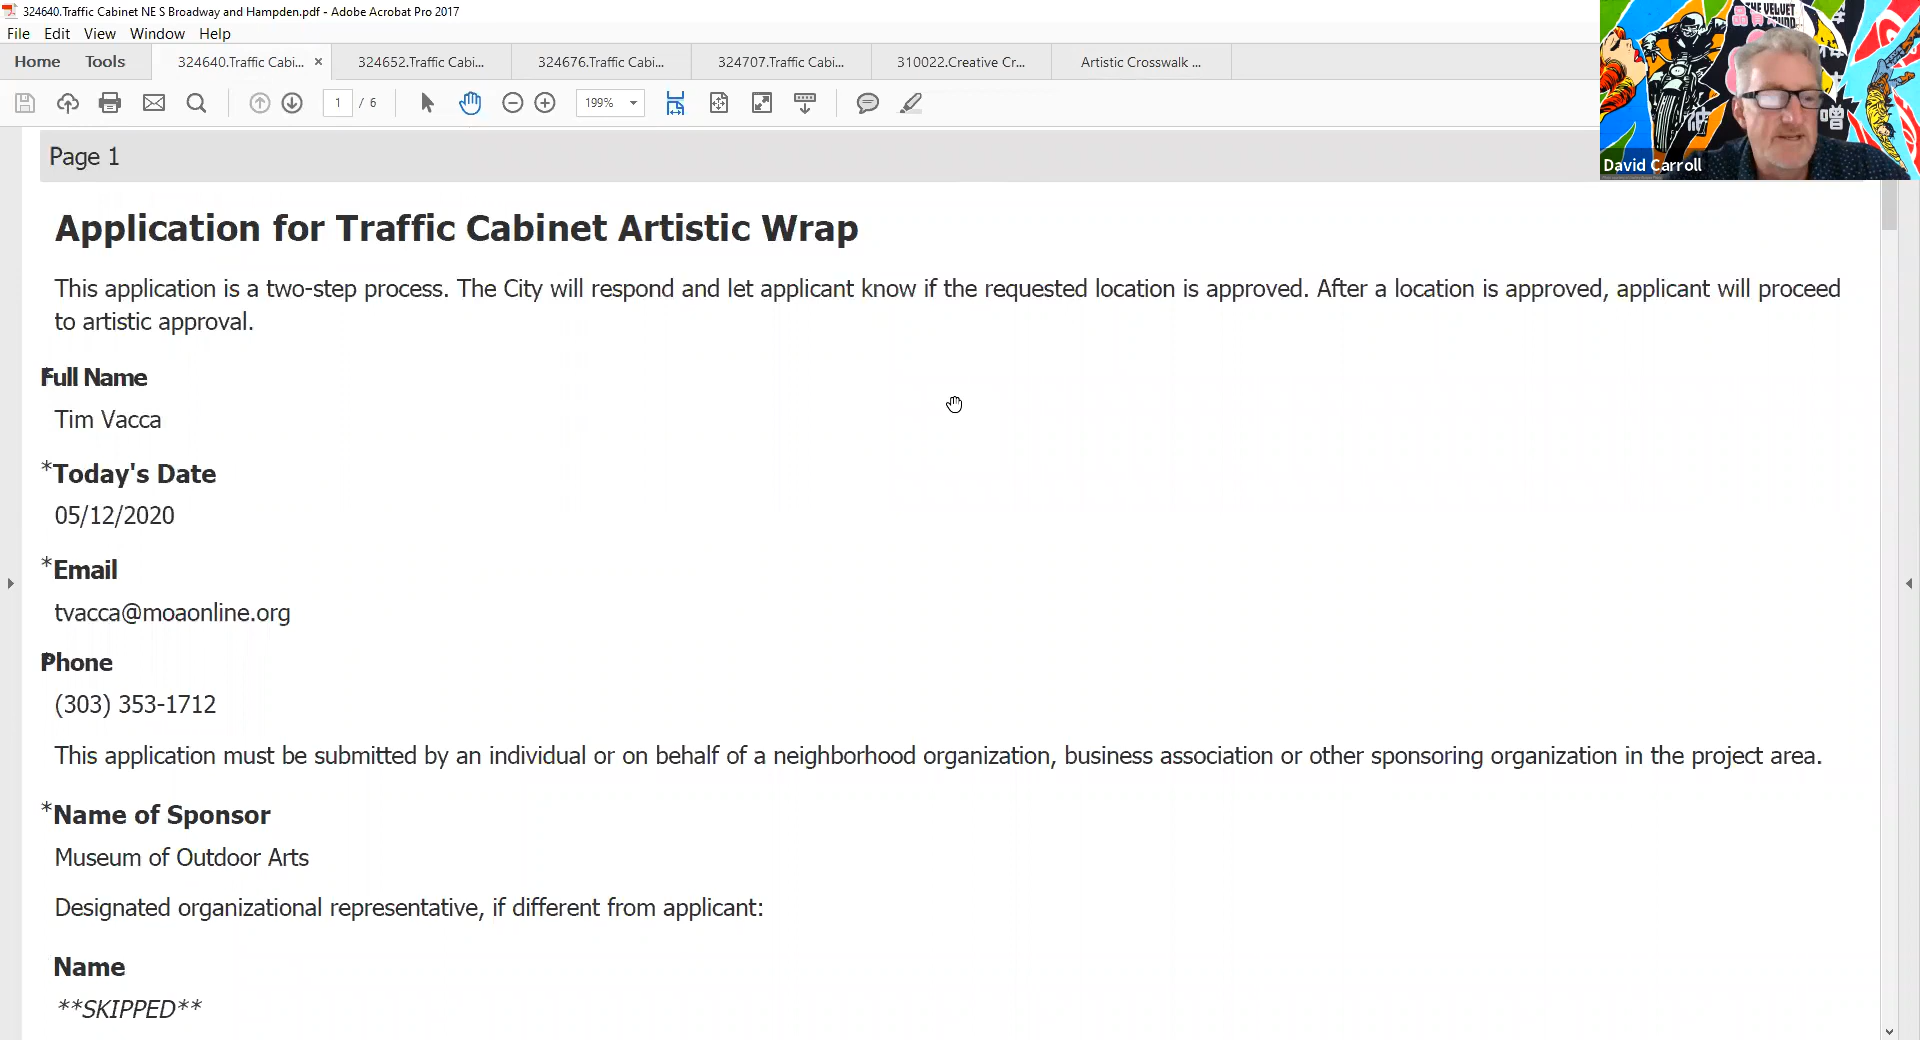 324640.Traffic Cabinet NE S Broadway and Hampden.pdf - Adobe Acrobat Pro 2017
File Edit View Window Help
Home Tools 324640.Traffic Cabi... × 324652.Traffic Cabi... 324676.Traffic Cabi... 324707.Traffic Cabi... 310022.Creative Cr... Artistic Crosswalk ...
1 / 6 199%
THE VELVET
David Carroll
Page 1
Application for Traffic Cabinet Artistic Wrap
This application is a two-step process. The City will respond and let applicant know if the requested location is approved. After a location is approved, applicant will proceed
to artistic approval.
*Full Name
Tim Vacca
*Today's Date
05/12/2020
*Email
tvacca@moaonline.org
*Phone
(303) 353-1712
This application must be submitted by an individual or on behalf of a neighborhood organization, business association or other sponsoring organization in the project area.
*Name of Sponsor
Museum of Outdoor Arts
Designated organizational representative, if different from applicant:
Name
**SKIPPED**